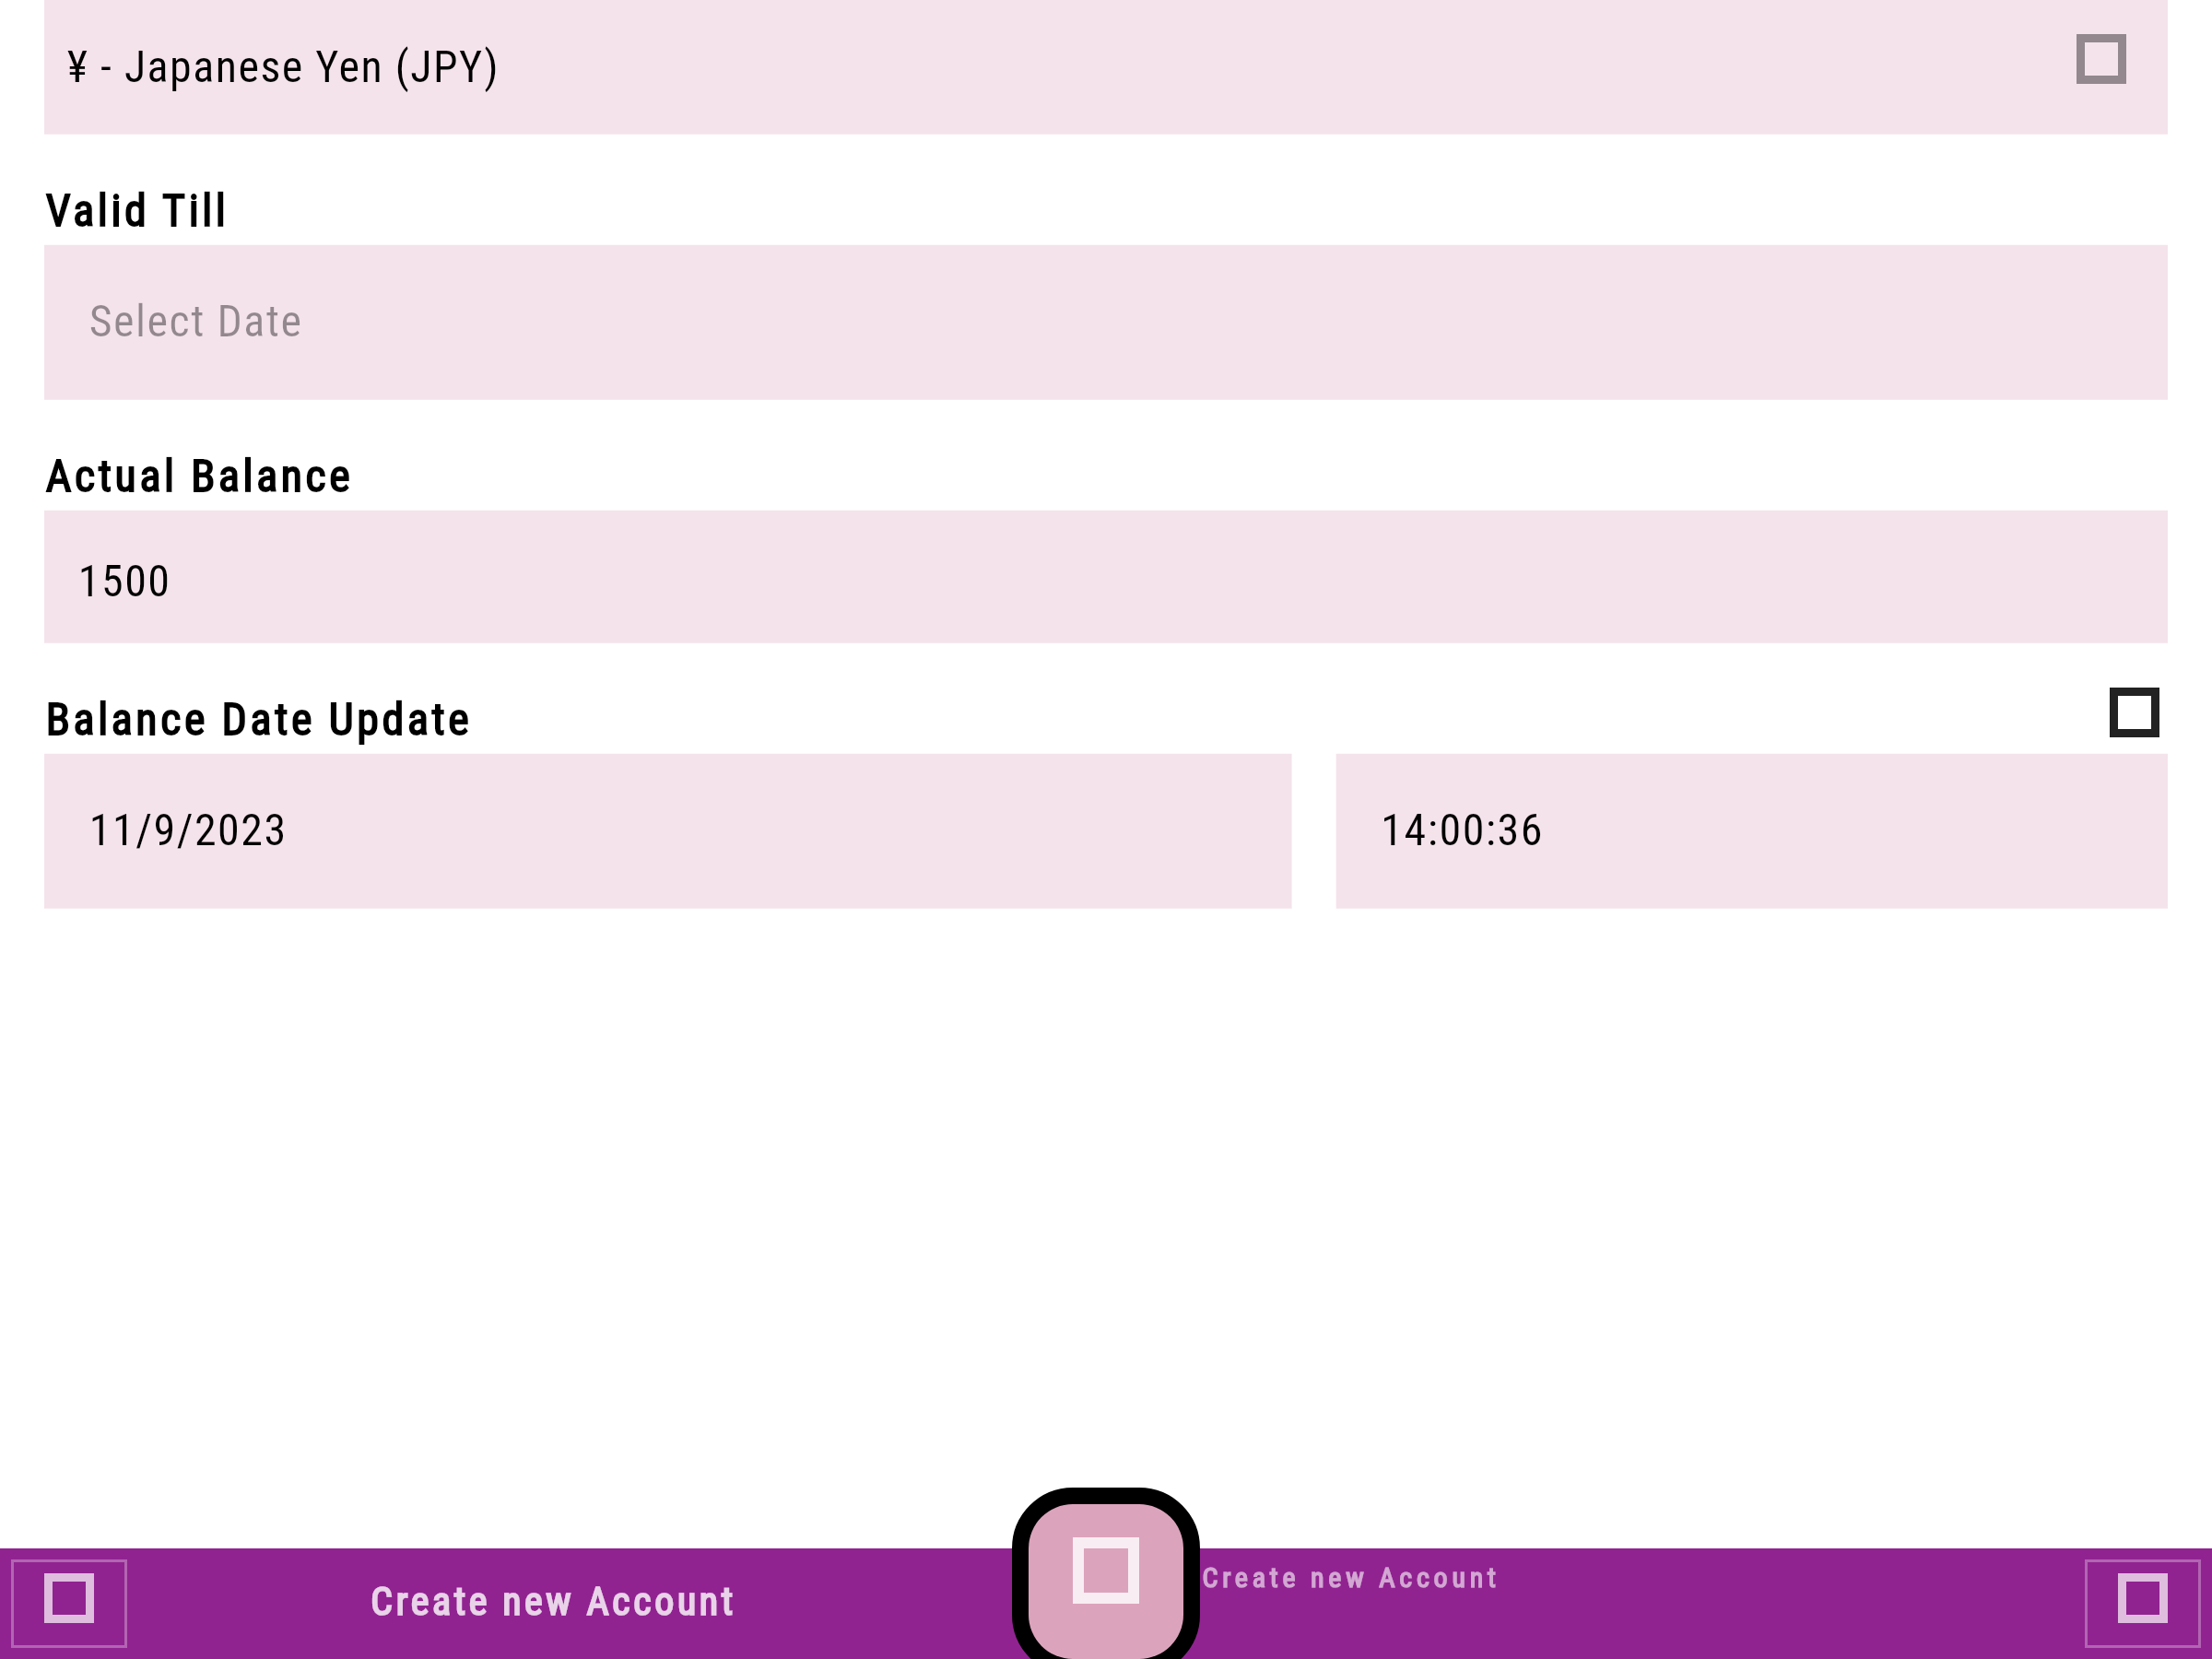 ¥ - Japanese Yen (JPY)
Valid Till
Select Date
Actual Balance
1500
Balance Date Update
11/9/2023 14:00:36
Create new Account
Create new Account